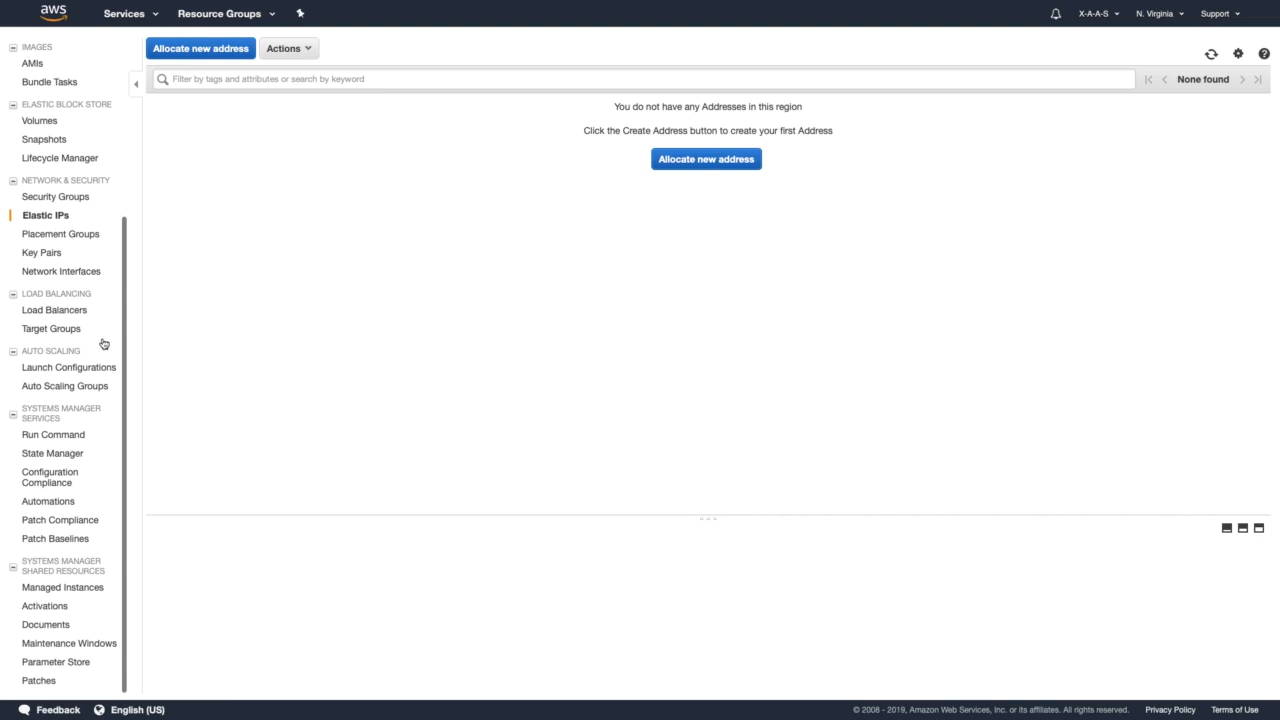 aws Services Resource Groups X-A-A-S N. Virginia Support
IMAGES
AMIs
Bundle Tasks
ELASTIC BLOCK STORE
Volumes
Snapshots
Lifecycle Manager
NETWORK & SECURITY
Security Groups
Elastic IPs
Placement Groups
Key Pairs
Network Interfaces
LOAD BALANCING
Load Balancers
Target Groups
AUTO SCALING
Launch Configurations
Auto Scaling Groups
SYSTEMS MANAGER
SERVICES
Run Command
State Manager
Configuration
Compliance
Automations
Patch Compliance
Patch Baselines
SYSTEMS MANAGER
SHARED RESOURCES
Managed Instances
Activations
Documents
Maintenance Windows
Parameter Store
Patches
Allocate new address Actions
Filter by tags and attributes or search by keyword None found
You do not have any Addresses in this region
Click the Create Address button to create your first Address
Allocate new address
Feedback English (US) © 2008 - 2019, Amazon Web Services, Inc. or its affiliates. All rights reserved. Privacy Policy Terms of Use